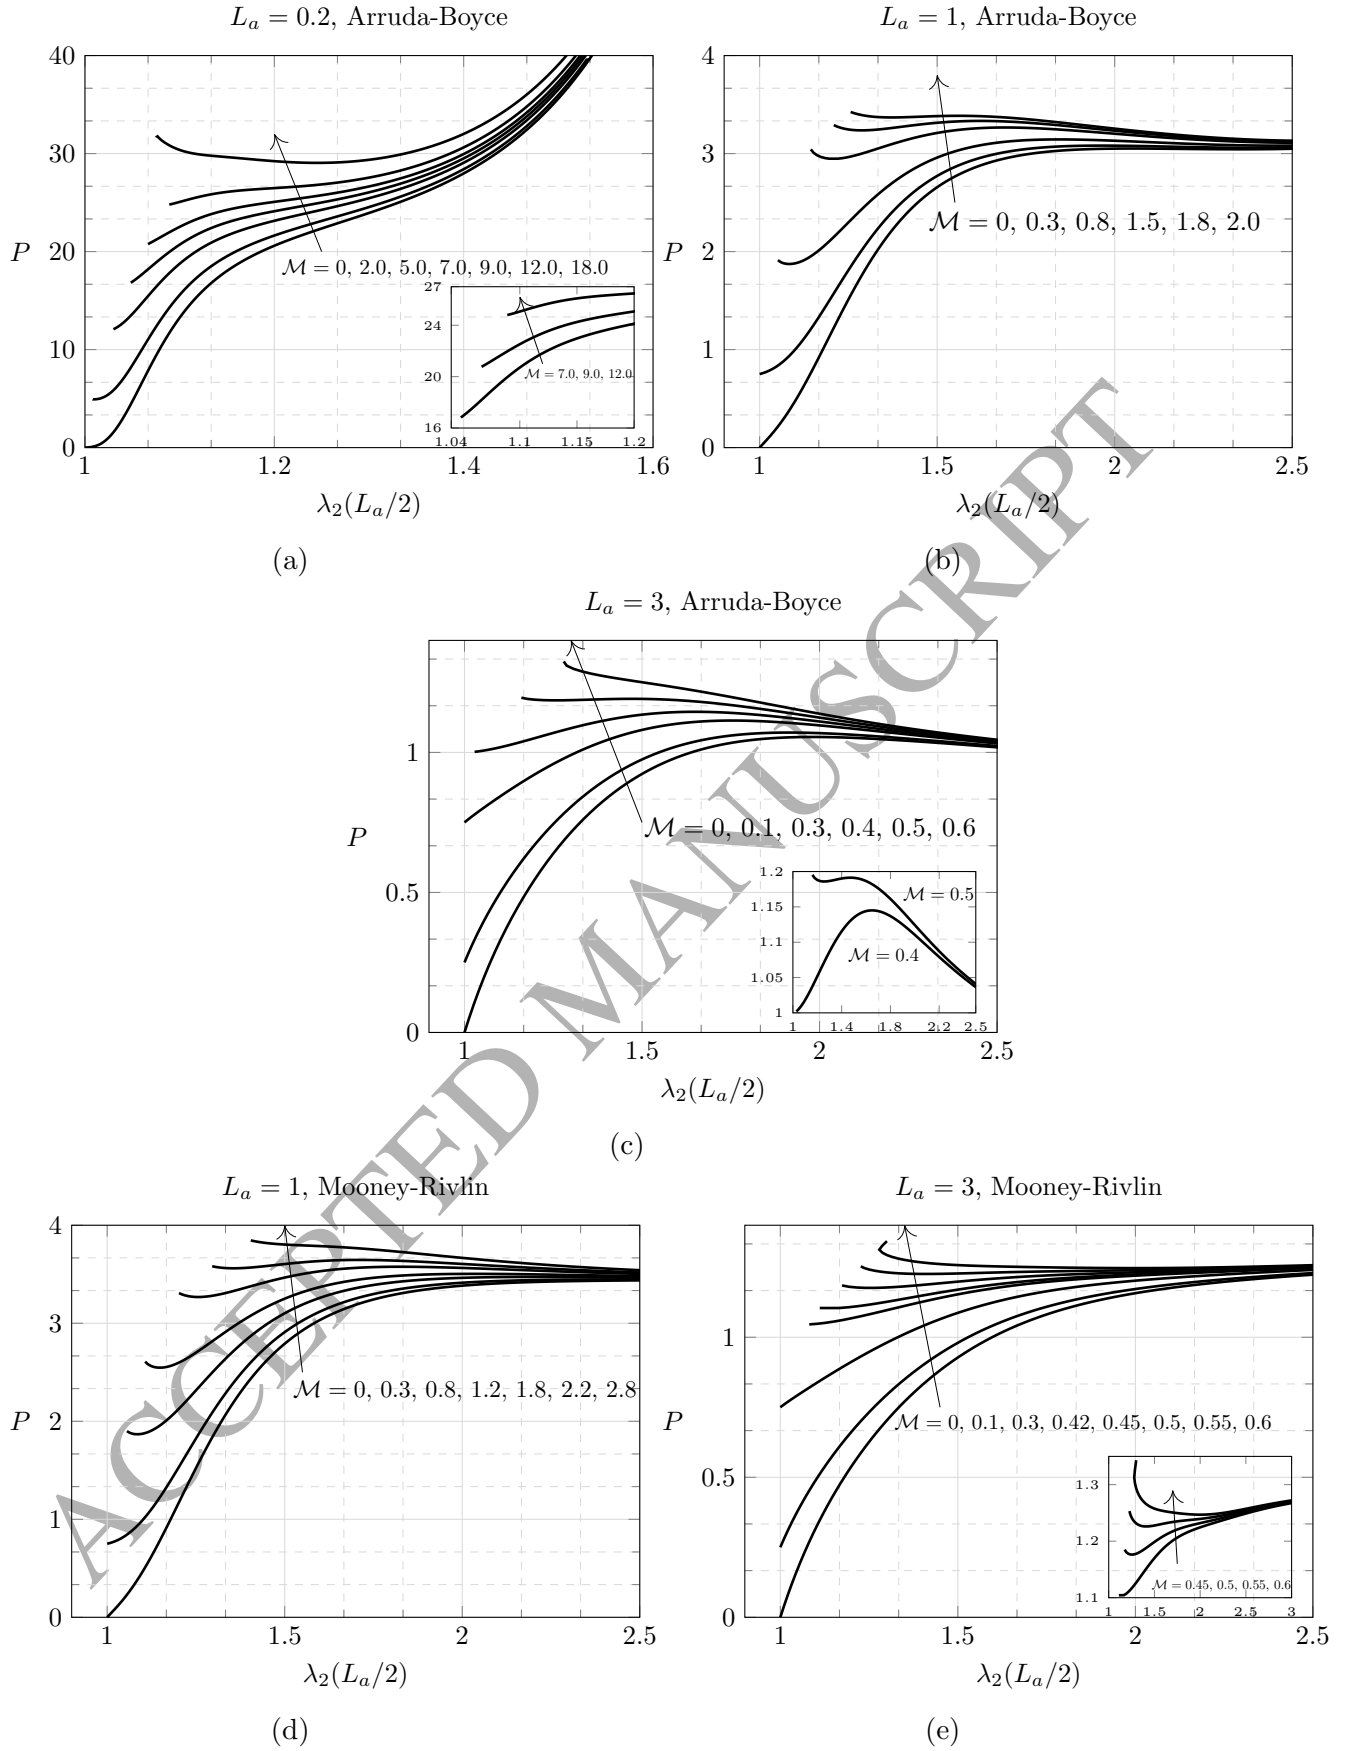 L_a = 0.2, Arruda-Boyce
40
30
20
10
0
P
ℳ = 0, 2.0, 5.0, 7.0, 9.0, 12.0, 18.0
27
24
20
16
ℳ = 7.0, 9.0, 12.0
1.04 1.1 1.15 1.2
1 1.2 1.4 1.6
λ₂(L_a/2)
(a)
L_a = 1, Arruda-Boyce
4
3
2
1
0
P
ℳ = 0, 0.3, 0.8, 1.5, 1.8, 2.0
1 1.5 2 2.5
λ₂(L_a/2)
(b)
L_a = 3, Arruda-Boyce
1
0.5
0
P
ℳ = 0, 0.1, 0.3, 0.4, 0.5, 0.6
1.2
1.15
1.1
1.05
1
ℳ = 0.5
ℳ = 0.4
1 1.4 1.8 2.2 2.5
1 1.5 2 2.5
λ₂(L_a/2)
(c)
L_a = 1, Mooney-Rivlin
4
3
2
1
0
P
ℳ = 0, 0.3, 0.8, 1.2, 1.8, 2.2, 2.8
1 1.5 2 2.5
λ₂(L_a/2)
(d)
L_a = 3, Mooney-Rivlin
1
0.5
0
P
ℳ = 0, 0.1, 0.3, 0.42, 0.45, 0.5, 0.55, 0.6
1.3
1.2
1.1
ℳ = 0.45, 0.5, 0.55, 0.6
1 1.5 2 2.5 3
1 1.5 2 2.5
λ₂(L_a/2)
(e)
ACCEPTED MANUSCRIPT